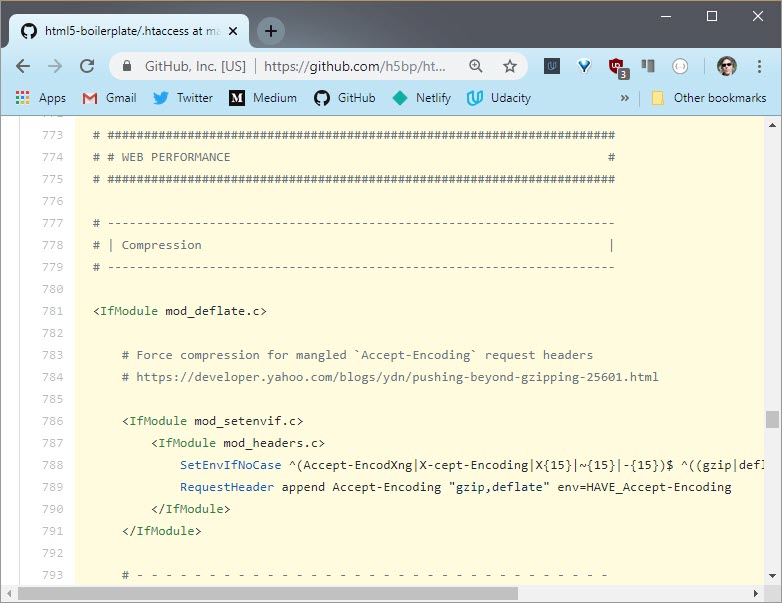 html5-boilerplate/.htaccess at ma
GitHub, Inc. [US] | https://github.com/h5bp/ht...
3
Apps Gmail Twitter M Medium GitHub Netlify Udacity » Other bookmarks
773 # ######################################################################
774 # # WEB PERFORMANCE #
775 # ######################################################################
776
777 # ----------------------------------------------------------------------
778 # | Compression |
779 # ----------------------------------------------------------------------
780
781 <IfModule mod_deflate.c>
782
783 # Force compression for mangled `Accept-Encoding` request headers
784 # https://developer.yahoo.com/blogs/ydn/pushing-beyond-gzipping-25601.html
785
786 <IfModule mod_setenvif.c>
787 <IfModule mod_headers.c>
788 SetEnvIfNoCase ^(Accept-EncodXng|X-cept-Encoding|X{15}|~{15}|-{15})$ ^((gzip|defl
789 RequestHeader append Accept-Encoding "gzip,deflate" env=HAVE_Accept-Encoding
790 </IfModule>
791 </IfModule>
792
793 # - - - - - - - - - - - - - - - - - - - - - - - - - - - - - - - - - -